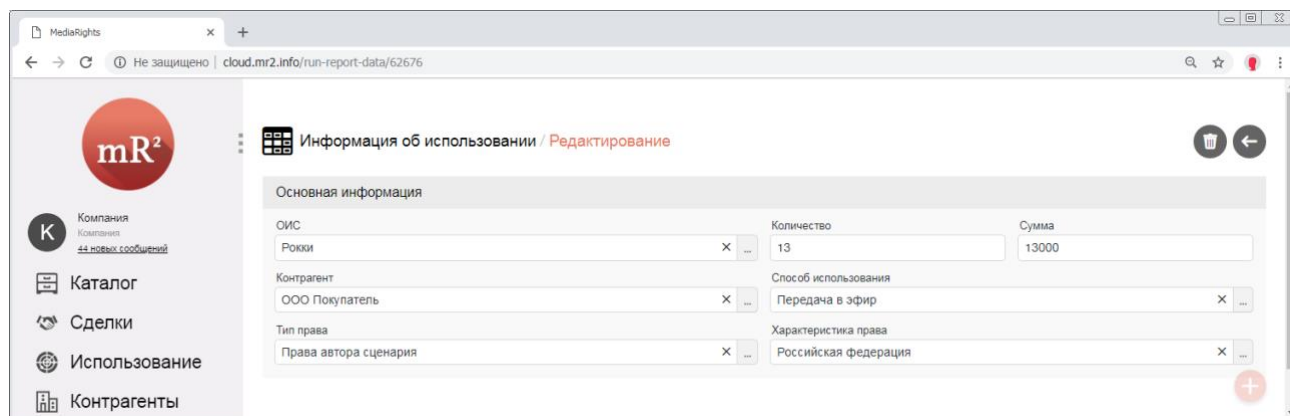 MediaRights
Не защищено | cloud.mr2.info/run-report-data/62676
mR²
Информация об использовании / Редактирование
Основная информация
K
Компания
Компания
44 новых сообщений
Каталог
Сделки
Использование
Контрагенты
ОИС
Количество
Сумма
Рокки
13
13000
Контрагент
Способ использования
ООО Покупатель
Передача в эфир
Тип права
Характеристика права
Права автора сценария
Российская федерация